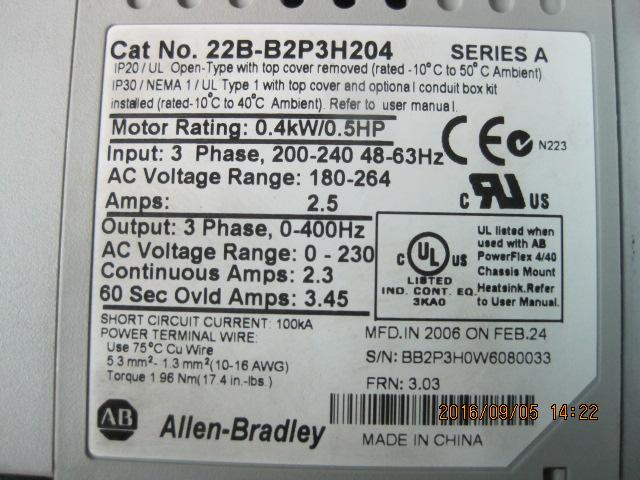 Cat No. 22B-B2P3H204 SERIES A
IP20 / UL Open-Type with top cover removed (rated -10°C to 50°C Ambient)
IP30 / NEMA 1 / UL Type 1 with top cover and optional conduit box kit
installed (rated-10°C to 40°C Ambient). Refer to user manual.
Motor Rating: 0.4kW/0.5HP
Input: 3 Phase, 200-240 48-63Hz
AC Voltage Range: 180-264
Amps: 2.5
CE
N223
c RU US
Output: 3 Phase, 0-400Hz
AC Voltage Range: 0 - 230
Continuous Amps: 2.3
60 Sec Ovld Amps: 3.45
C UL US
LISTED
IND. CONT. EQ.
3KA0
UL listed when
used with AB
PowerFlex 4/40
Chassis Mount
Heatsink.Refer
to User Manual.
SHORT CIRCUIT CURRENT: 100kA
POWER TERMINAL WIRE:
Use 75°C Cu Wire
5.3 mm² - 1.3 mm² (10-16 AWG)
Torque 1.96 Nm(17.4 in.-lbs.)
MFD.IN 2006 ON FEB.24
S/N: BB2P3H0W6080033
FRN: 3.03
AB
Allen-Bradley
MADE IN CHINA
2016/09/05 14:22